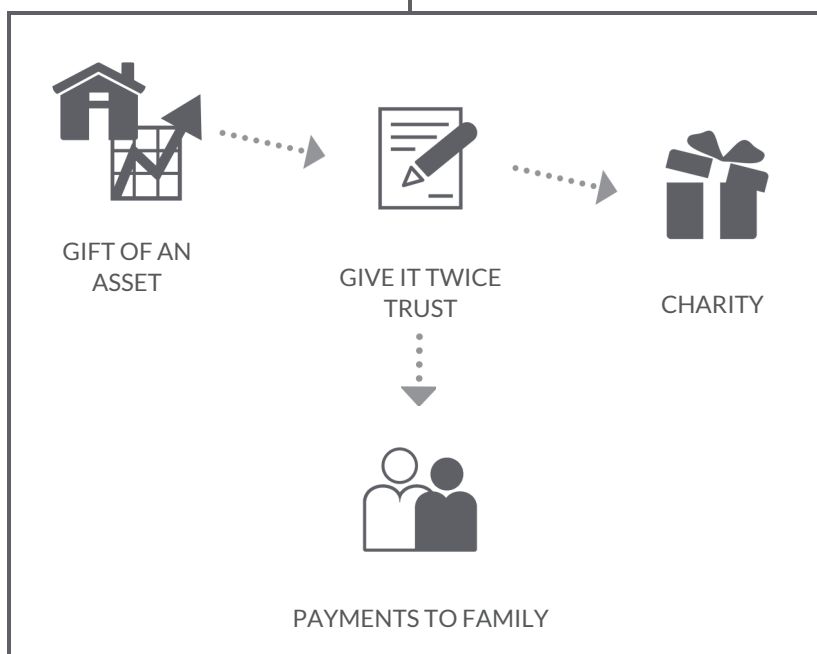 GIFT OF AN
ASSET
GIVE IT TWICE
TRUST
CHARITY
PAYMENTS TO FAMILY